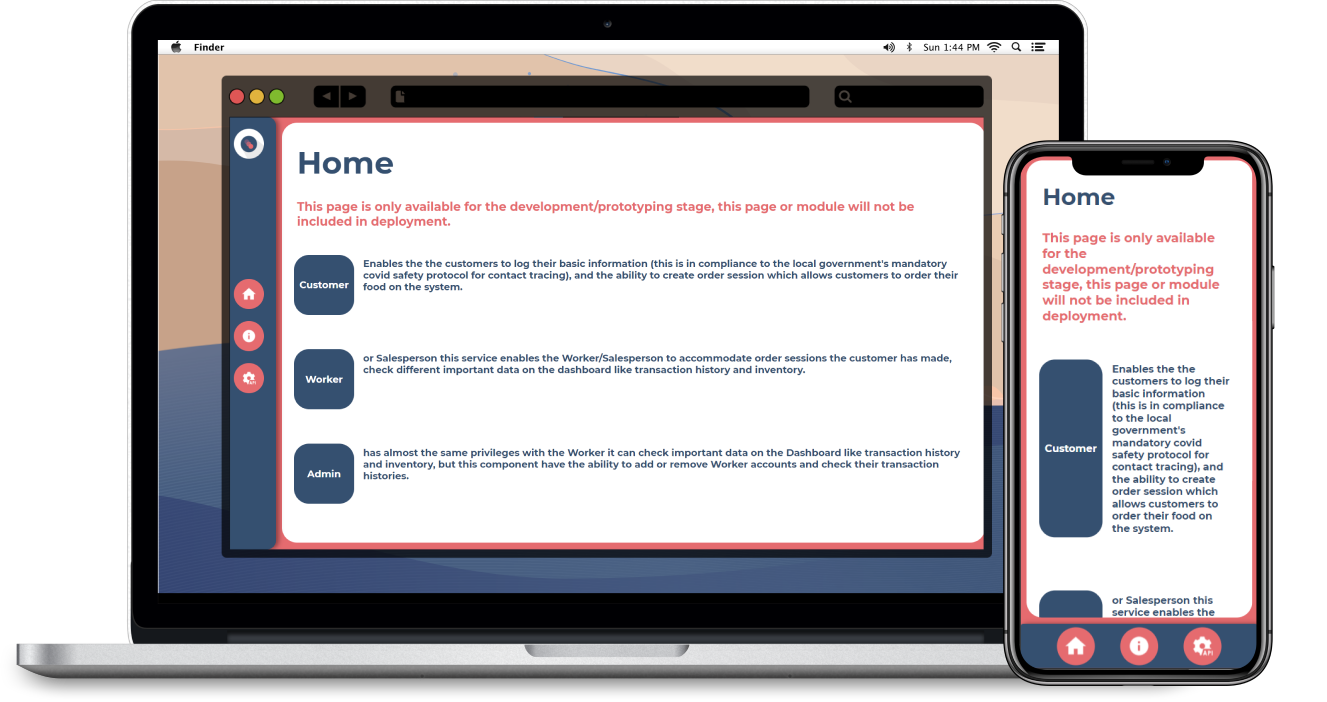 Finder
Sun 1:44 PM
Home
This page is only available for the development/prototyping stage, this page or module will not be
included in deployment.
Customer
Enables the the customers to log their basic information (this is in compliance to the local government's mandatory
covid safety protocol for contact tracing), and the ability to create order session which allows customers to order their
food on the system.
Worker
or Salesperson this service enables the Worker/Salesperson to accommodate order sessions the customer has made,
check different important data on the dashboard like transaction history and inventory.
Admin
has almost the same privileges with the Worker it can check important data on the Dashboard like transaction history
and inventory, but this component have the ability to add or remove Worker accounts and check their transaction
histories.
API
Home
This page is only available
for the
development/prototyping
stage, this page or module
will not be included in
deployment.
Customer
Enables the the
customers to log their
basic information
(this is in compliance
to the local
government's
mandatory covid
safety protocol for
contact tracing), and
the ability to create
order session which
allows customers to
order their food on
the system.
or Salesperson this
service enables the
API